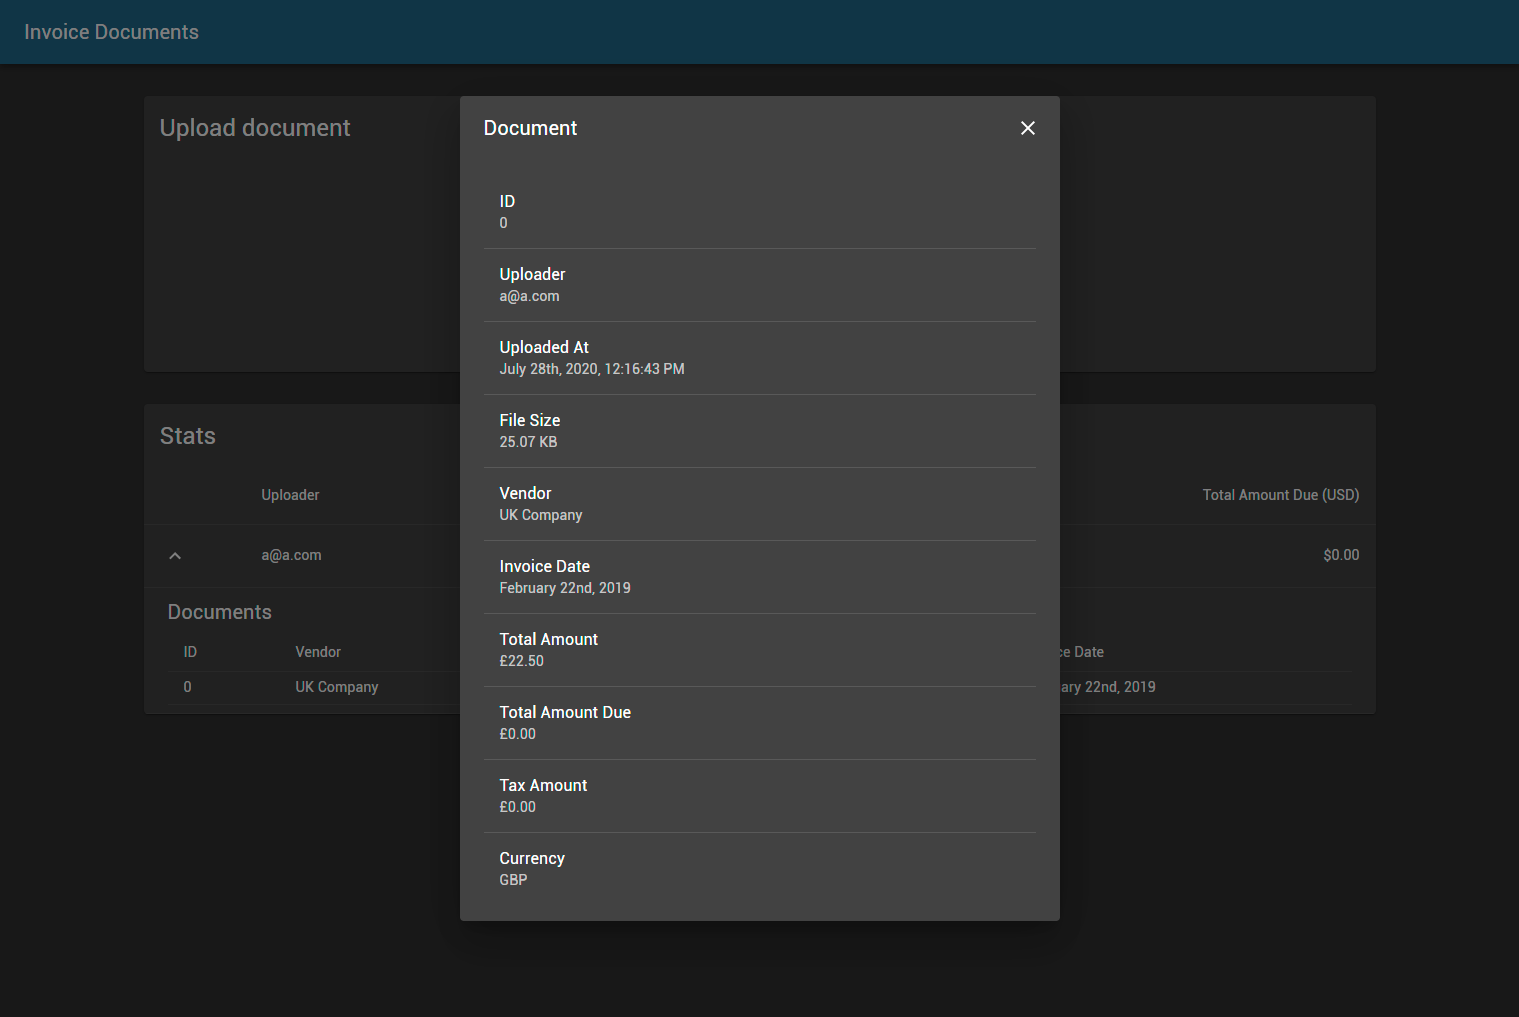 Invoice Documents
Upload document
Document
ID
0
Uploader
a@a.com
Uploaded At
July 28th, 2020, 12:16:43 PM
File Size
25.07 KB
Vendor
UK Company
Invoice Date
February 22nd, 2019
Total Amount
£22.50
Total Amount Due
£0.00
Tax Amount
£0.00
Currency
GBP
Stats
Uploader
Total Amount Due (USD)
a@a.com
$0.00
Documents
ID
Vendor
ce Date
0
UK Company
ary 22nd, 2019